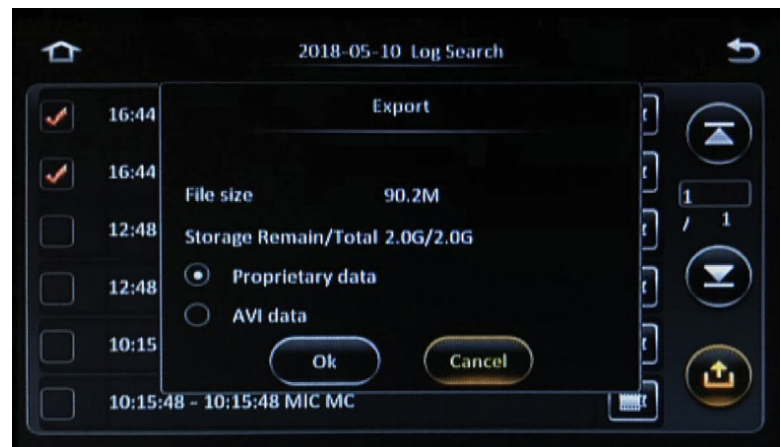 2018-05-10 Log Search
Export
16:44
16:44
File size 90.2M
12:48
Storage Remain/Total 2.0G/2.0G
12:48
Proprietary data
AVI data
10:15
Ok Cancel
10:15:48 - 10:15:48 MIC MC
1
/ 1